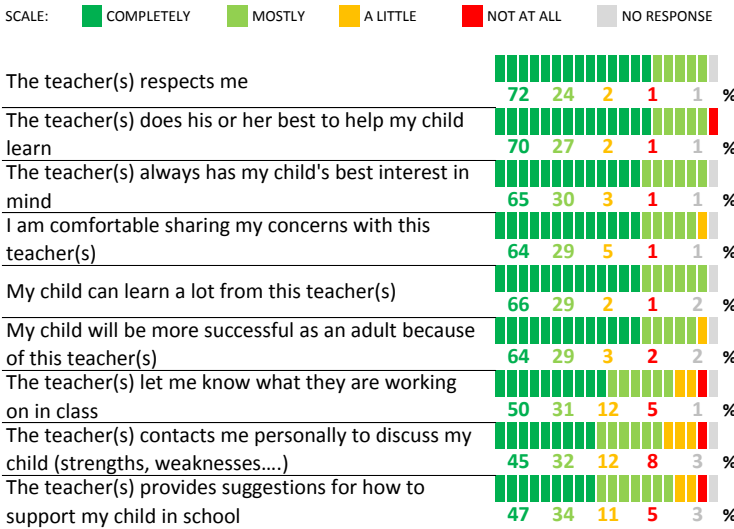 SCALE: COMPLETELY MOSTLY A LITTLE NOT AT ALL NO RESPONSE
The teacher(s) respects me
72 24 2 1 1 %
The teacher(s) does his or her best to help my child
learn
70 27 2 1 1 %
The teacher(s) always has my child's best interest in
mind
65 30 3 1 1 %
I am comfortable sharing my concerns with this
teacher(s)
64 29 5 1 1 %
My child can learn a lot from this teacher(s)
66 29 2 1 2 %
My child will be more successful as an adult because
of this teacher(s)
64 29 3 2 2 %
The teacher(s) let me know what they are working
on in class
50 31 12 5 1 %
The teacher(s) contacts me personally to discuss my
child (strengths, weaknesses....)
45 32 12 8 3 %
The teacher(s) provides suggestions for how to
support my child in school
47 34 11 5 3 %